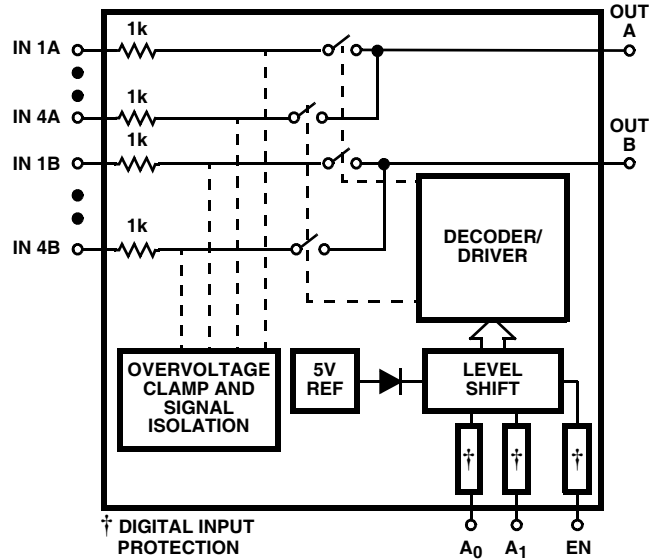 OUT
A
1k
IN 1A
1k
IN 4A
OUT
B
1k
IN 1B
1k
IN 4B
DECODER/
DRIVER
OVERVOLTAGE
CLAMP AND
SIGNAL
ISOLATION
5V
REF
LEVEL
SHIFT
† † †
† DIGITAL INPUT
PROTECTION
A0 A1 EN